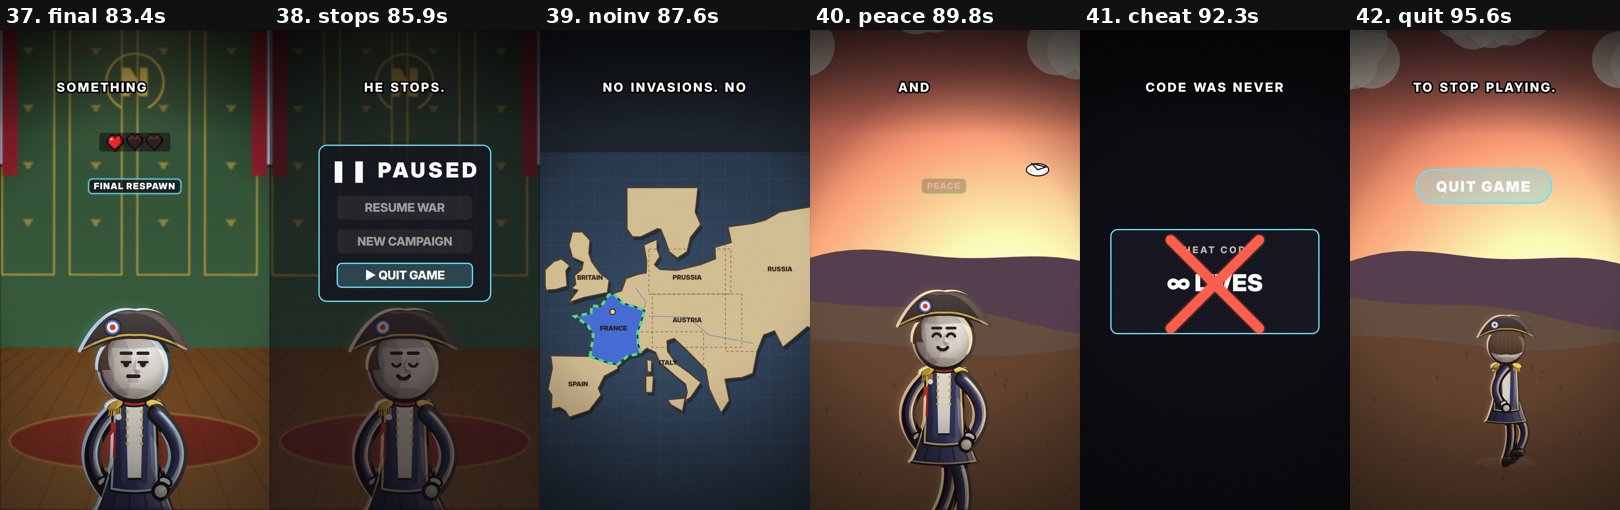 37. final 83.4s
SOMETHING
N
FINAL RESPAWN
38. stops 85.9s
HE STOPS.
N
❚❚ PAUSED
RESUME WAR
NEW CAMPAIGN
▶ QUIT GAME
39. noinv 87.6s
NO INVASIONS. NO
BRITAIN
PRUSSIA
RUSSIA
FRANCE
AUSTRIA
ITALY
SPAIN
40. peace 89.8s
AND
PEACE
41. cheat 92.3s
CODE WAS NEVER
∞
42. quit 95.6s
TO STOP PLAYING.
QUIT GAME